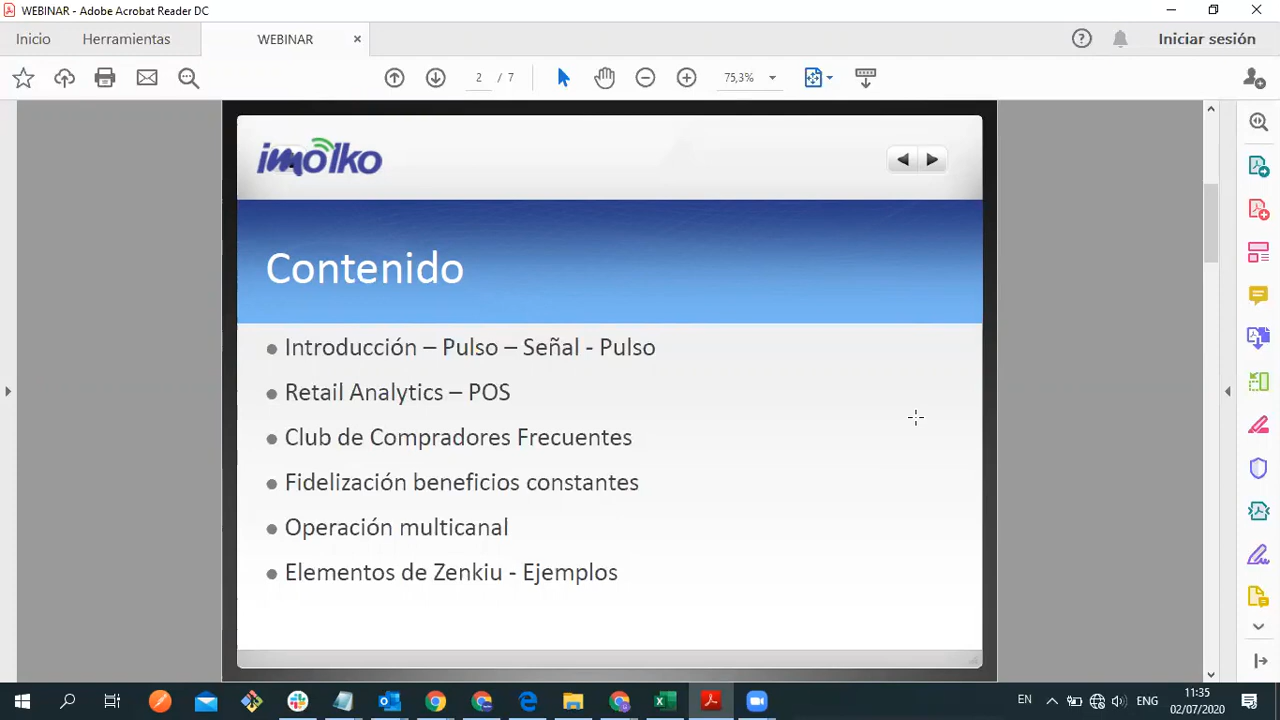 WEBINAR - Adobe Acrobat Reader DC
Inicio
Herramientas
WEBINAR
Iniciar sesión
2 / 7
75,3%
imolko
Contenido
Introducción – Pulso – Señal - Pulso
Retail Analytics – POS
Club de Compradores Frecuentes
Fidelización beneficios constantes
Operación multicanal
Elementos de Zenkiu - Ejemplos
EN
ENG
11:35
02/07/2020